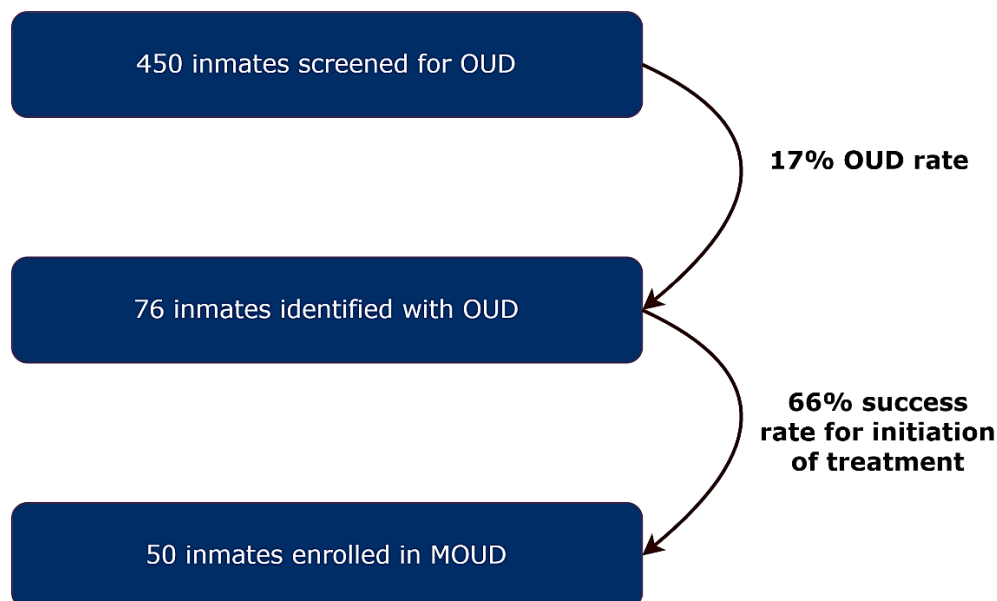 450 inmates screened for OUD
17% OUD rate
76 inmates identified with OUD
66% success
rate for initiation
of treatment
50 inmates enrolled in MOUD